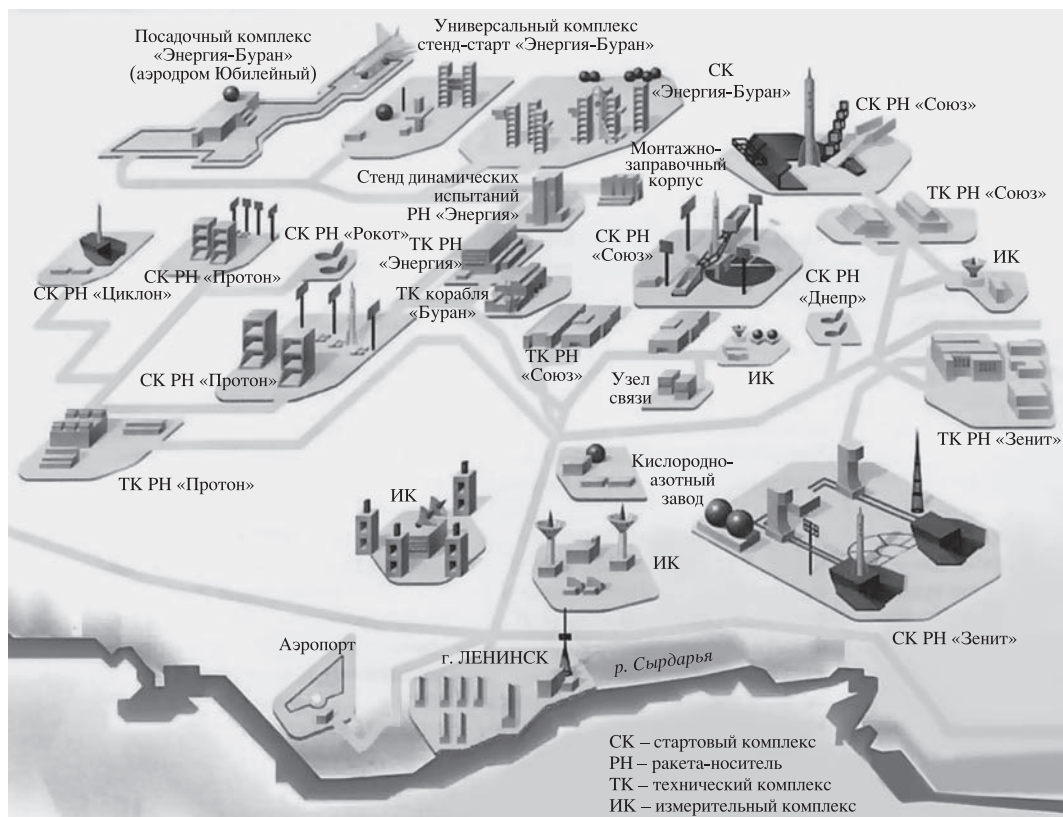 Посадочный комплекс
«Энергия-Буран»
(аэродром Юбилейный)
Универсальный комплекс
стенд-старт «Энергия-Буран»
СК
«Энергия-Буран»
СК РН «Союз»
Монтажно-
заправочный
корпус
Стенд динамических
испытаний
РН «Энергия»
ТК РН «Союз»
СК РН «Циклон»
СК РН «Протон»
СК РН «Рокот»
ТК РН
«Энергия»
СК РН
«Союз»
ИК
СК РН
«Днепр»
ТК корабля
«Буран»
СК РН «Протон»
ТК РН
«Союз»
Узел
связи
ИК
ТК РН «Зенит»
ТК РН «Протон»
ИК
Кислородно-
азотный
завод
ИК
СК РН «Зенит»
Аэропорт
г. ЛЕНИНСК
р. Сырдарья
СК – стартовый комплекс
РН – ракета-носитель
ТК – технический комплекс
ИК – измерительный комплекс